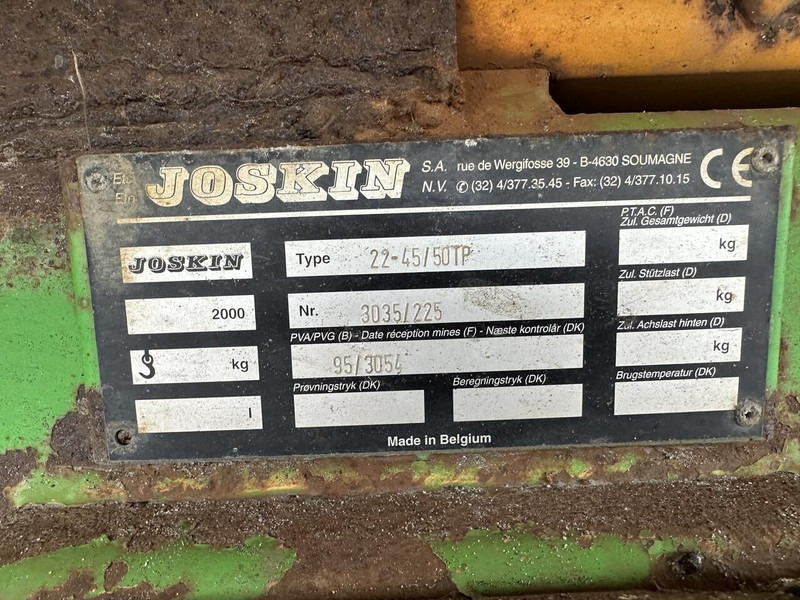 JOSKIN
S.A. rue de Wergifosse 39 - B-4630 SOUMAGNE
N.V. ✆ (32) 4/377.35.45 - Fax: (32) 4/377.10.15
CE
JOSKIN
2000
kg
l
Type 22-45/50TP
Nr. 3035/225
PVA/PVG (B) - Date réception mines (F) - Næste kontrolår (DK)
95/3054
Prøvningstryk (DK)
Beregningstryk (DK)
P.T.A.C. (F)
Zul. Gesamtgewicht (D)
kg
Zul. Stützlast (D)
kg
Zul. Achslast hinten (D)
kg
Brugstemperatur (DK)
Made in Belgium